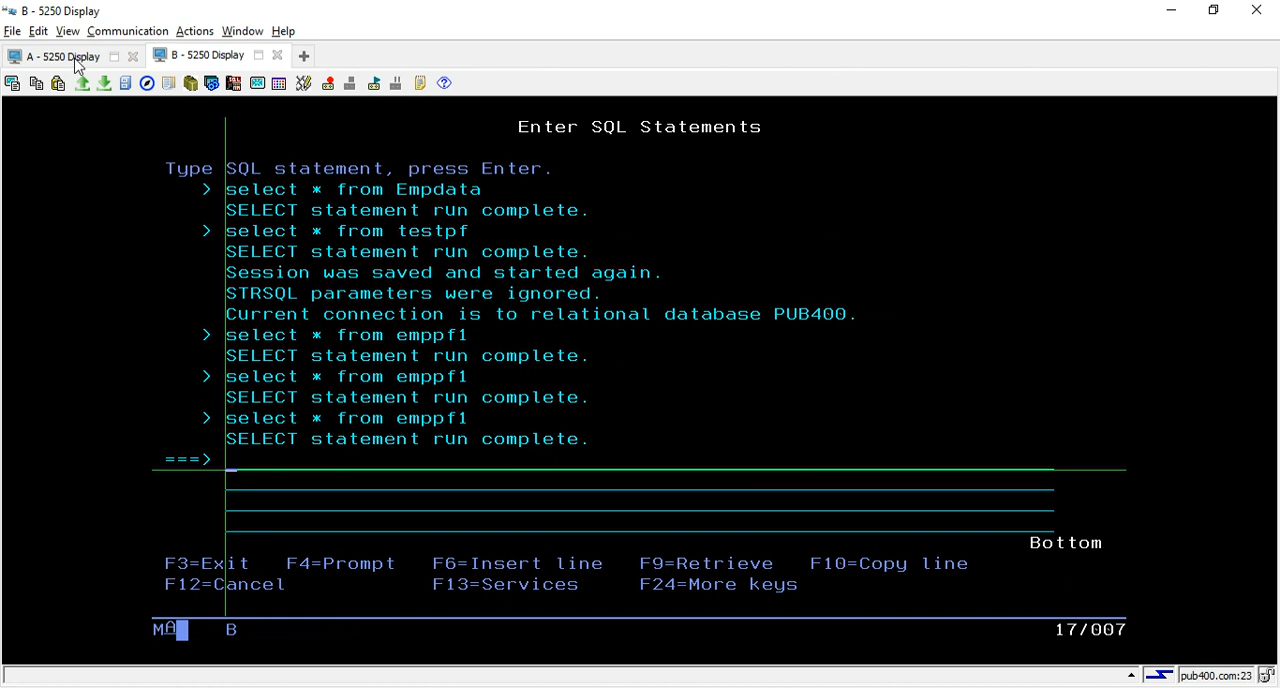 B - 5250 Display
File Edit View Communication Actions Window Help
A - 5250 Display B - 5250 Display
Enter SQL Statements
Type SQL statement, press Enter.
> select * from Empdata
SELECT statement run complete.
> select * from testpf
SELECT statement run complete.
Session was saved and started again.
STRSQL parameters were ignored.
Current connection is to relational database PUB400.
> select * from emppf1
SELECT statement run complete.
> select * from emppf1
SELECT statement run complete.
> select * from emppf1
SELECT statement run complete.
===>
Bottom
F3=Exit F4=Prompt F6=Insert line F9=Retrieve F10=Copy line
F12=Cancel F13=Services F24=More keys
MA B 17/007
pub400.com:23